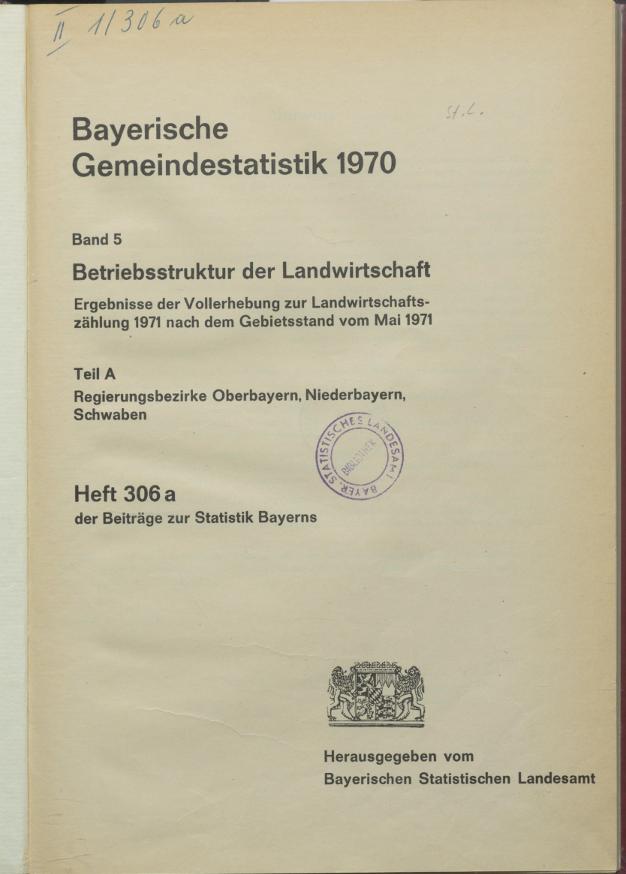 II 1/306a
St.L.
Bayerische
Gemeindestatistik 1970
Band 5
Betriebsstruktur der Landwirtschaft
Ergebnisse der Vollerhebung zur Landwirtschafts-
zählung 1971 nach dem Gebietsstand vom Mai 1971
Teil A
Regierungsbezirke Oberbayern, Niederbayern,
Schwaben
BAYER. STATISTISCHES LANDESAMT
BIBLIOTHEK
Heft 306 a
der Beiträge zur Statistik Bayerns
Herausgegeben vom
Bayerischen Statistischen Landesamt